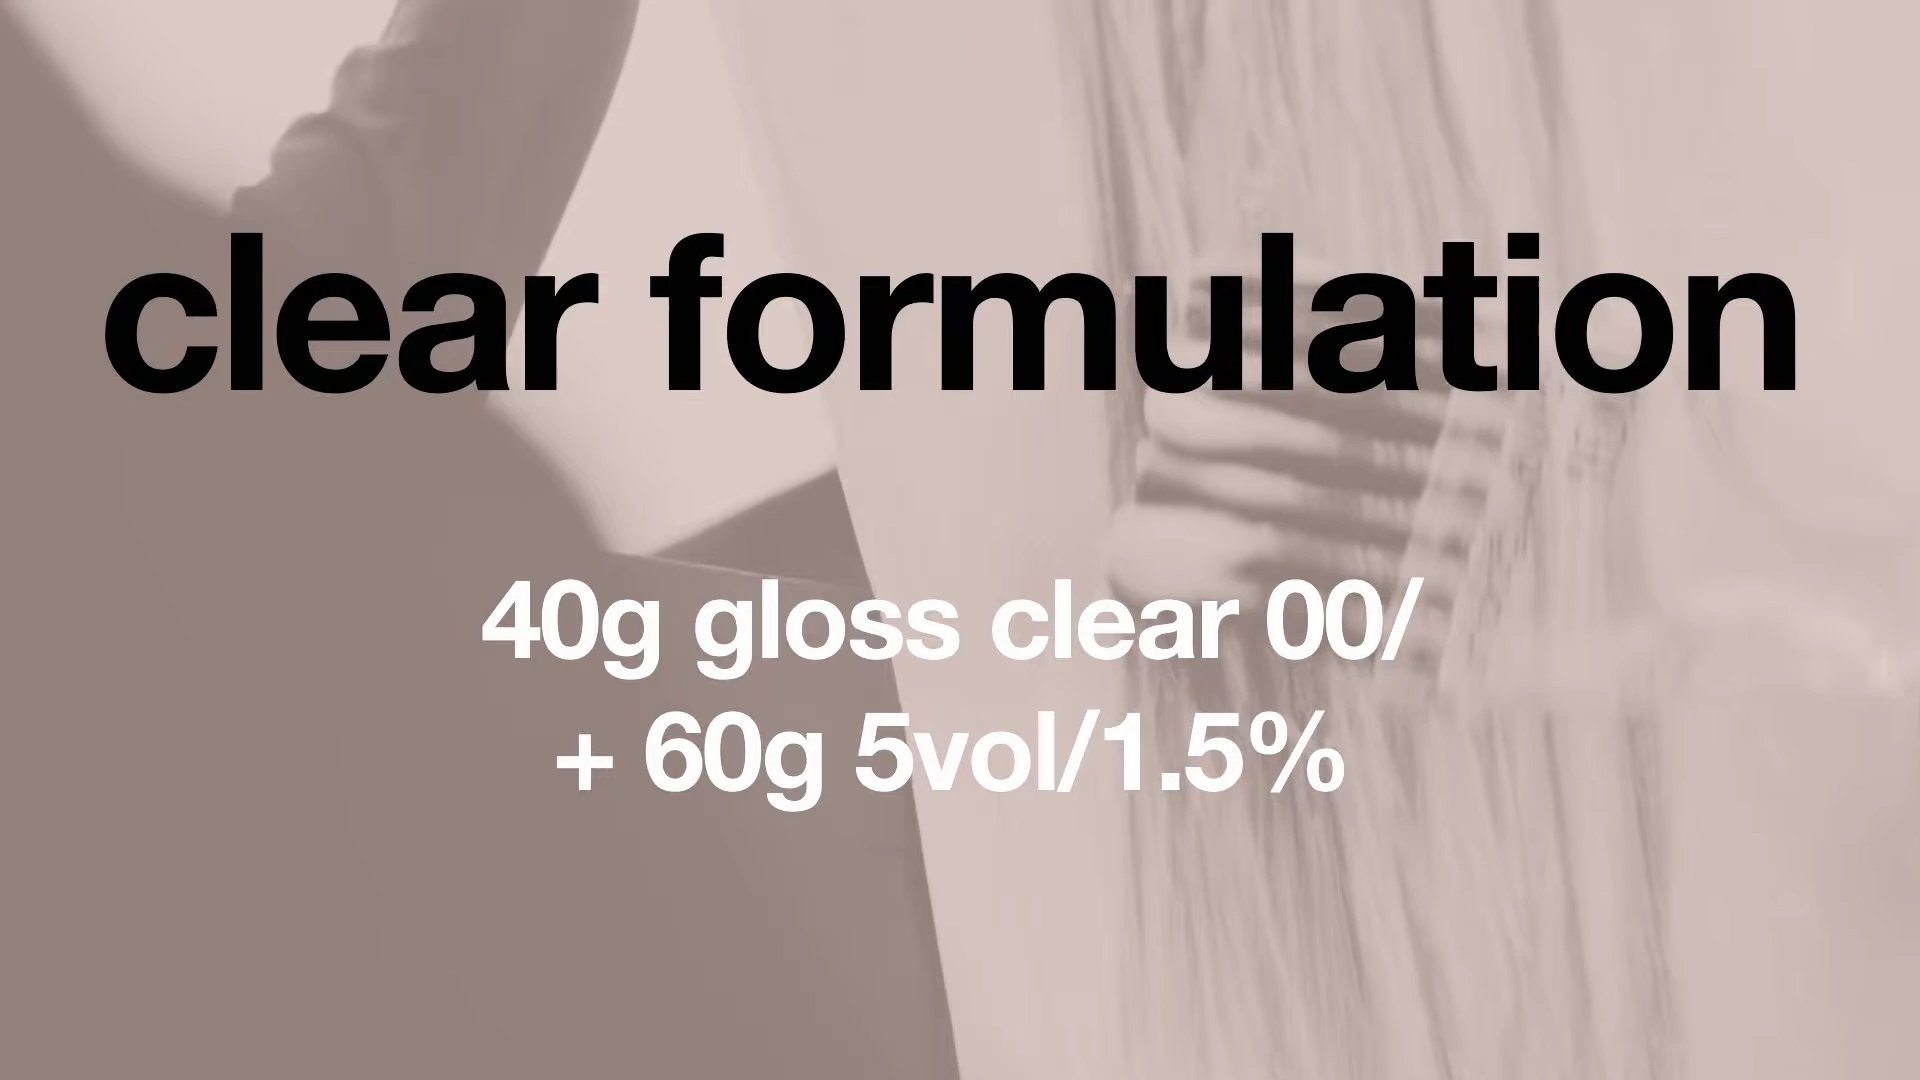 clear formulation
40g gloss clear 00/
+ 60g 5vol/1.5%